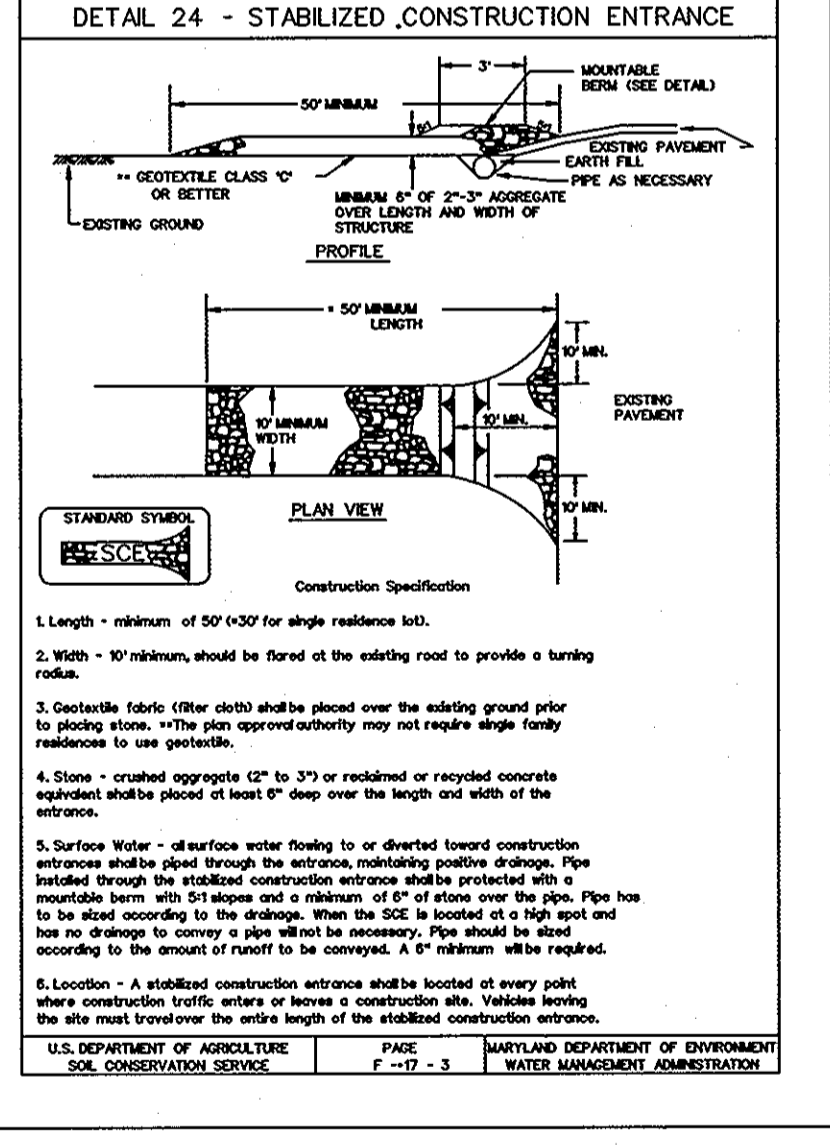 DETAIL 24 - STABILIZED CONSTRUCTION ENTRANCE
3'
MOUNTABLE
BERM (SEE DETAIL)
50' MINIMUM
5:1
5:1
EXISTING PAVEMENT
EARTH FILL
** GEOTEXTILE CLASS 'C'
OR BETTER
PIPE AS NECESSARY
MINIMUM 6" OF 2"-3" AGGREGATE
OVER LENGTH AND WIDTH OF
STRUCTURE
EXISTING GROUND
PROFILE
* 50' MINIMUM
LENGTH
10' MIN.
EXISTING
PAVEMENT
10' MINIMUM
WIDTH
10' MIN.
10' MIN.
PLAN VIEW
STANDARD SYMBOL
SCE
Construction Specification
1. Length - minimum of 50' (*30' for single residence lot).
2. Width - 10' minimum, should be flared at the existing road to provide a turning
radius.
3. Geotextile fabric (filter cloth) shall be placed over the existing ground prior
to placing stone. **The plan approval authority may not require single family
residences to use geotextile.
4. Stone - crushed aggregate (2" to 3") or reclaimed or recycled concrete
equivalent shall be placed at least 6" deep over the length and width of the
entrance.
5. Surface Water - all surface water flowing to or diverted toward construction
entrances shall be piped through the entrance, maintaining positive drainage. Pipe
installed through the stabilized construction entrance shall be protected with a
mountable berm with 5:1 slopes and a minimum of 6" of stone over the pipe. Pipe has
to be sized according to the drainage. When the SCE is located at a high spot and
has no drainage to convey a pipe will not be necessary. Pipe should be sized
according to the amount of runoff to be conveyed. A 6" minimum will be required.
6. Location - A stabilized construction entrance shall be located at every point
where construction traffic enters or leaves a construction site. Vehicles leaving
the site must travel over the entire length of the stabilized construction entrance.
U.S. DEPARTMENT OF AGRICULTURE
SOIL CONSERVATION SERVICE
PAGE
F -17 - 3
MARYLAND DEPARTMENT OF ENVIRONMENT
WATER MANAGEMENT ADMINISTRATION